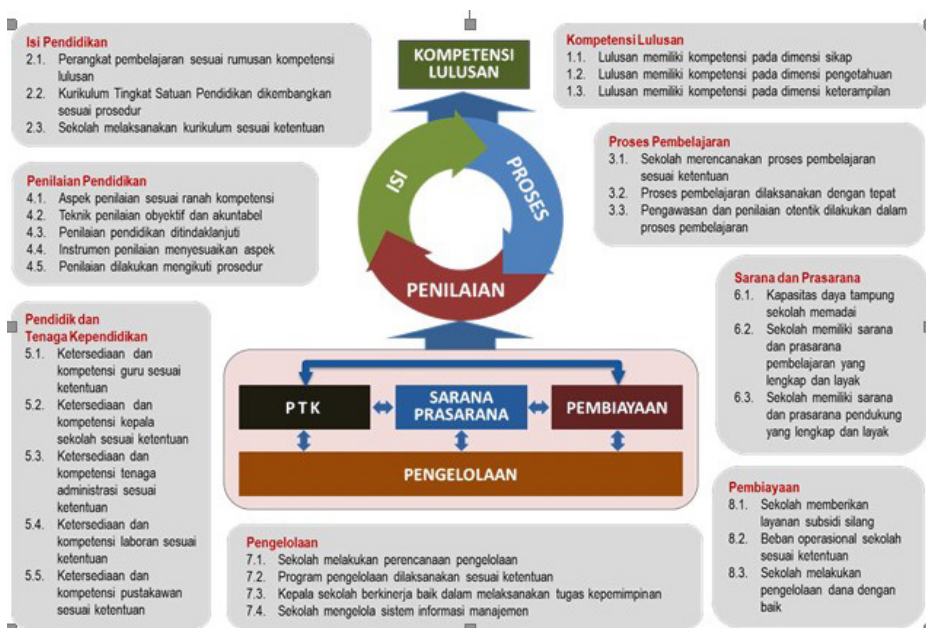 Isi Pendidikan
2.1. Perangkat pembelajaran sesuai rumusan kompetensi
lulusan
2.2. Kurikulum Tingkat Satuan Pendidikan dikembangkan
sesuai prosedur
2.3. Sekolah melaksanakan kurikulum sesuai ketentuan
KOMPETENSI
LULUSAN
Kompetensi Lulusan
1.1. Lulusan memiliki kompetensi pada dimensi sikap
1.2. Lulusan memiliki kompetensi pada dimensi pengetahuan
1.3. Lulusan memiliki kompetensi pada dimensi keterampilan
Penilaian Pendidikan
4.1. Aspek penilaian sesuai ranah kompetensi
4.2. Teknik penilaian obyektif dan akuntabel
4.3. Penilaian pendidikan ditindaklanjuti
4.4. Instrumen penilaian menyesuaikan aspek
4.5. Penilaian dilakukan mengikuti prosedur
ISI
PROSES
PENILAIAN
Proses Pembelajaran
3.1. Sekolah merencanakan proses pembelajaran
sesuai ketentuan
3.2. Proses pembelajaran dilaksanakan dengan tepat
3.3. Pengawasan dan penilaian otentik dilakukan dalam
proses pembelajaran
Pendidik dan
Tenaga Kependidikan
5.1. Ketersediaan dan
kompetensi guru sesuai
ketentuan
5.2. Ketersediaan dan
kompetensi kepala
sekolah sesuai ketentuan
5.3. Ketersediaan dan
kompetensi tenaga
administrasi sesuai
ketentuan
5.4. Ketersediaan dan
kompetensi laboran sesuai
ketentuan
5.5. Ketersediaan dan
kompetensi pustakawan
sesuai ketentuan
PTK
SARANA
PRASARANA
PEMBIAYAAN
PENGELOLAAN
Sarana dan Prasarana
6.1. Kapasitas daya tampung
sekolah memadai
6.2. Sekolah memiliki sarana
dan prasarana
pembelajaran yang
lengkap dan layak
6.3. Sekolah memiliki sarana
dan prasarana pendukung
yang lengkap dan layak
Pengelolaan
7.1. Sekolah melakukan perencanaan pengelolaan
7.2. Program pengelolaan dilaksanakan sesuai ketentuan
7.3. Kepala sekolah berkinerja baik dalam melaksanakan tugas kepemimpinan
7.4. Sekolah mengelola sistem informasi manajemen
Pembiayaan
8.1. Sekolah memberikan
layanan subsidi silang
8.2. Beban operasional sekolah
sesuai ketentuan
8.3. Sekolah melakukan
pengelolaan dana dengan
baik